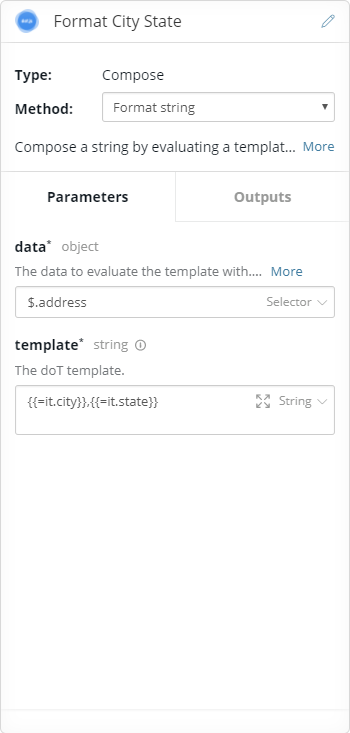 Format City State
Type: Compose
Method: Format string
Compose a string by evaluating a templat... More
Parameters Outputs
data* object
The data to evaluate the template with.... More
$.address Selector
template* string
The doT template.
{{=it.city}},{{=it.state}} String